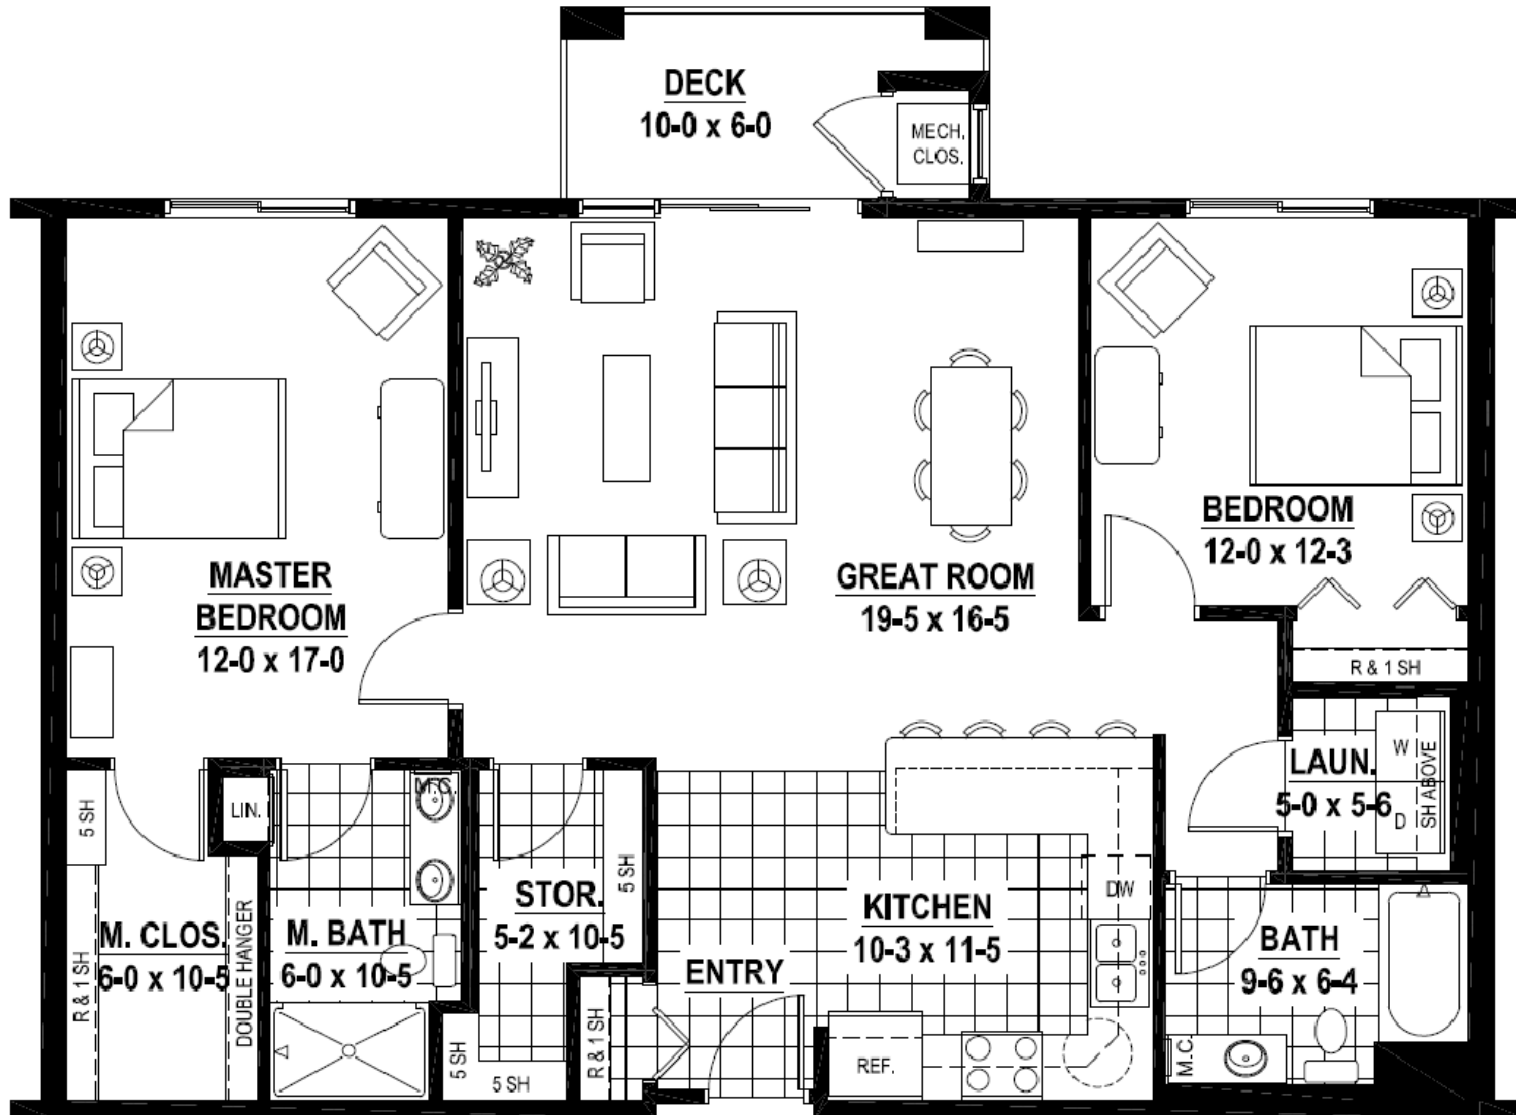 DECK
10-0 x 6-0
MECH.
CLOS.
MASTER
BEDROOM
12-0 x 17-0
GREAT ROOM
19-5 x 16-5
BEDROOM
12-0 x 12-3
R & 1 SH
LAUN.
5-0 x 5-6
W
D
SH ABOVE
5 SH
LIN.
M.C.
M. CLOS.
6-0 x 10-5
R & 1 SH
DOUBLE HANGER
M. BATH
6-0 x 10-5
STOR.
5-2 x 10-5
5 SH
5 SH
5 SH
R & 1 SH
ENTRY
KITCHEN
10-3 x 11-5
DW
REF.
BATH
9-6 x 6-4
M.C.